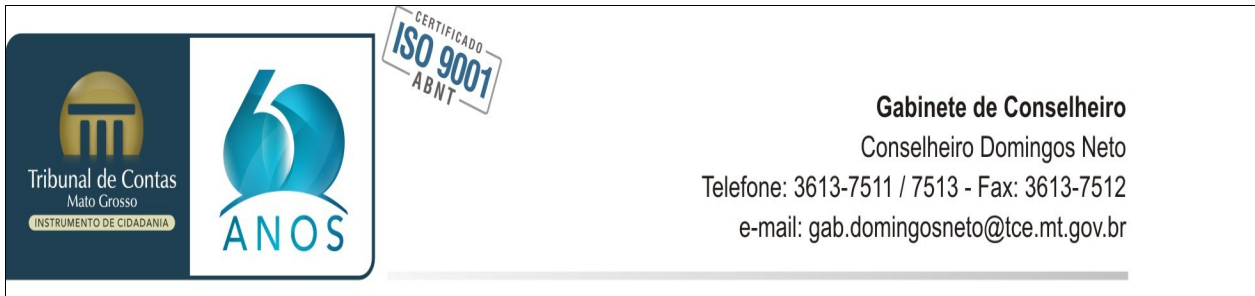 Tribunal de Contas
Mato Grosso
INSTRUMENTO DE CIDADANIA
60
ANOS
CERTIFICADO
ISO 9001
ABNT
Gabinete de Conselheiro
Conselheiro Domingos Neto
Telefone: 3613-7511 / 7513 - Fax: 3613-7512
e-mail: gab.domingosneto@tce.mt.gov.br